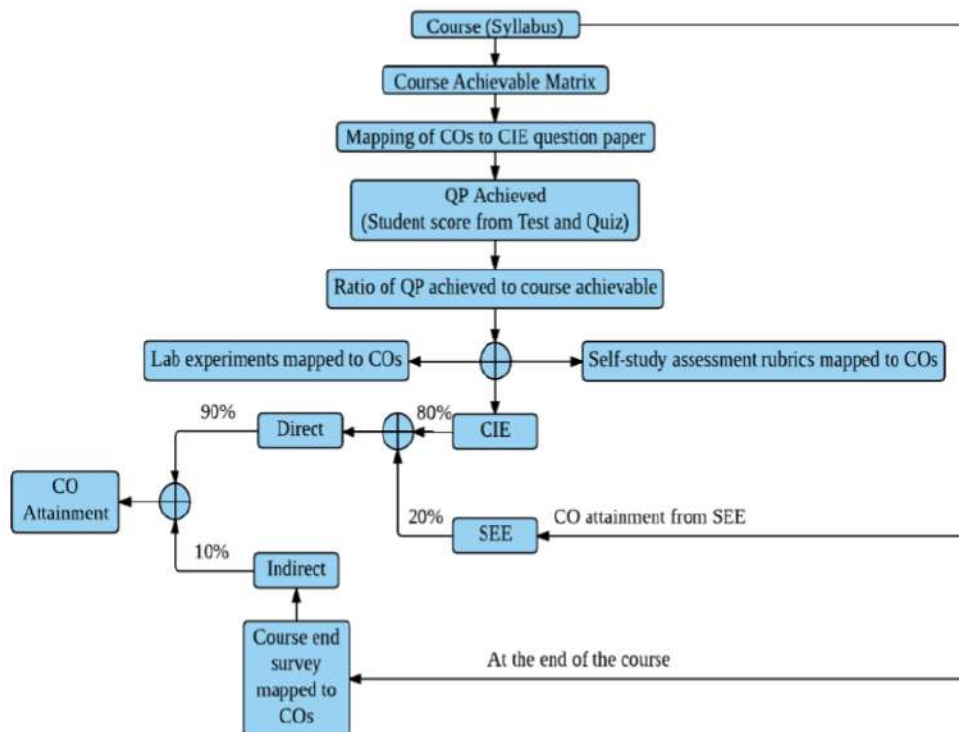 Course (Syllabus)
Course Achievable Matrix
Mapping of COs to CIE question paper
QP Achieved
(Student score from Test and Quiz)
Ratio of QP achieved to course achievable
Lab experiments mapped to COs
Self-study assessment rubrics mapped to COs
90%
Direct
80%
CIE
CO
Attainment
20%
SEE
CO attainment from SEE
10%
Indirect
Course end
survey
mapped to
COs
At the end of the course